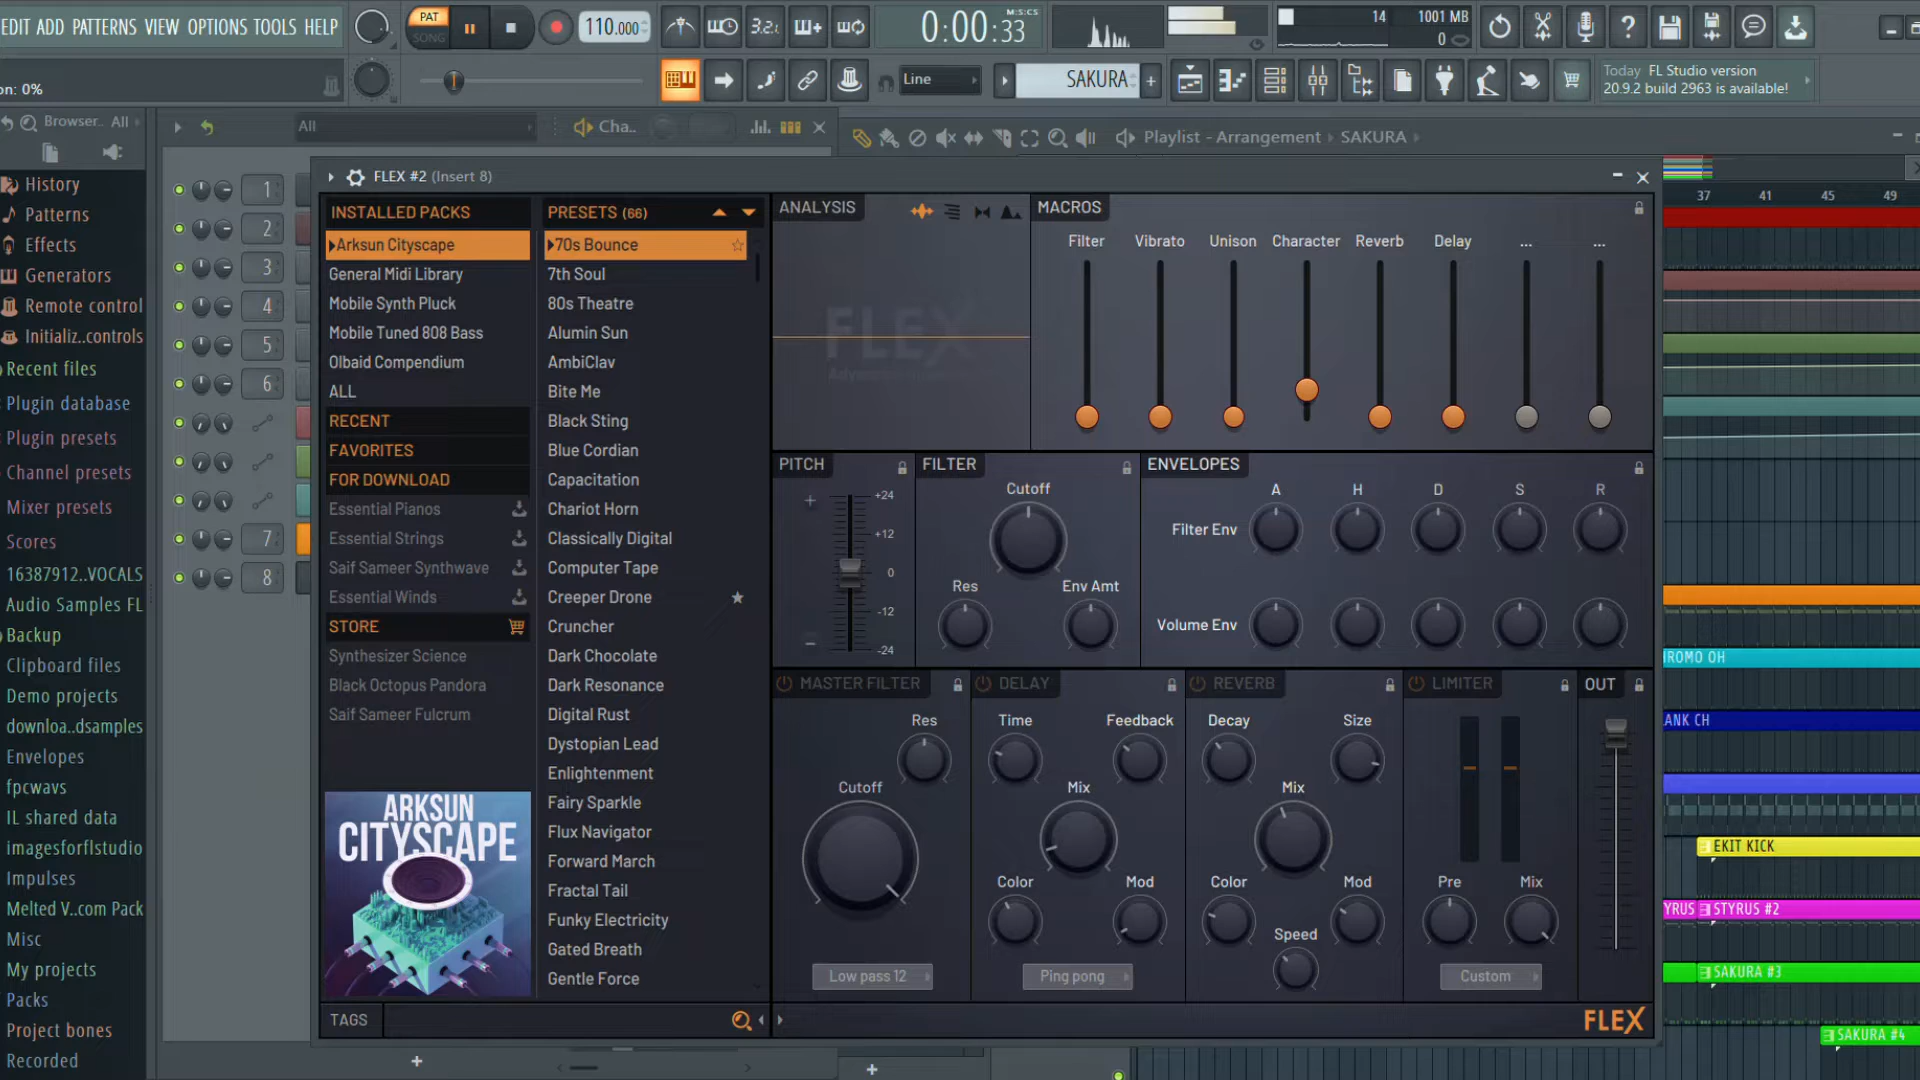 EDIT ADD PATTERNS VIEW OPTIONS TOOLS HELP
PAT
SONG
110.000
3.2.
0:00:33
M:S:CS
14
1001 MB
0
on: 0%
Line
SAKURA
Today FL Studio version
20.9.2 build 2963 is available!
Browser
All
All
Cha..
Playlist - Arrangement › SAKURA ›
History
Patterns
Effects
Generators
Remote control
Initializ..controls
Recent files
Plugin database
Plugin presets
Channel presets
Mixer presets
Scores
16387912..VOCALS
Audio Samples FL
Backup
Clipboard files
Demo projects
downloa..dsamples
Envelopes
fpcwavs
IL shared data
imagesforflstudio
Impulses
Melted V..com Pack
Misc
My projects
Packs
Project bones
Recorded
1
2
3
4
5
6
7
8
FLEX #2 (Insert 8)
INSTALLED PACKS
Arksun Cityscape
General Midi Library
Mobile Synth Pluck
Mobile Tuned 808 Bass
Olbaid Compendium
ALL
RECENT
FAVORITES
FOR DOWNLOAD
Essential Pianos
Essential Strings
Saif Sameer Synthwave
Essential Winds
STORE
Synthesizer Science
Black Octopus Pandora
Saif Sameer Fulcrum
ARKSUN
CITYSCAPE
TAGS
PRESETS (66)
70s Bounce
7th Soul
80s Theatre
Alumin Sun
AmbiClav
Bite Me
Black Sting
Blue Cordian
Capacitation
Chariot Horn
Classically Digital
Computer Tape
Creeper Drone
Cruncher
Dark Chocolate
Dark Resonance
Digital Rust
Dystopian Lead
Enlightenment
Fairy Sparkle
Flux Navigator
Forward March
Fractal Tail
Funky Electricity
Gated Breath
Gentle Force
ANALYSIS
FLEX
MACROS
Filter Vibrato Unison Character Reverb Delay ... ...
PITCH
+24
+12
0
-12
-24
FILTER
Cutoff
Res
Env Amt
ENVELOPES
A H D S R
Filter Env
Volume Env
MASTER FILTER
Res
Cutoff
Low pass 12
DELAY
Time
Feedback
Mix
Color
Mod
Ping pong
REVERB
Decay
Size
Mix
Color
Mod
Speed
LIMITER
Pre
Mix
Custom
OUT
FLEX
37 41 45 49
ROMO OH
ANK CH
EKIT KICK
YRUS
STYRUS #2
SAKURA #3
SAKURA #4